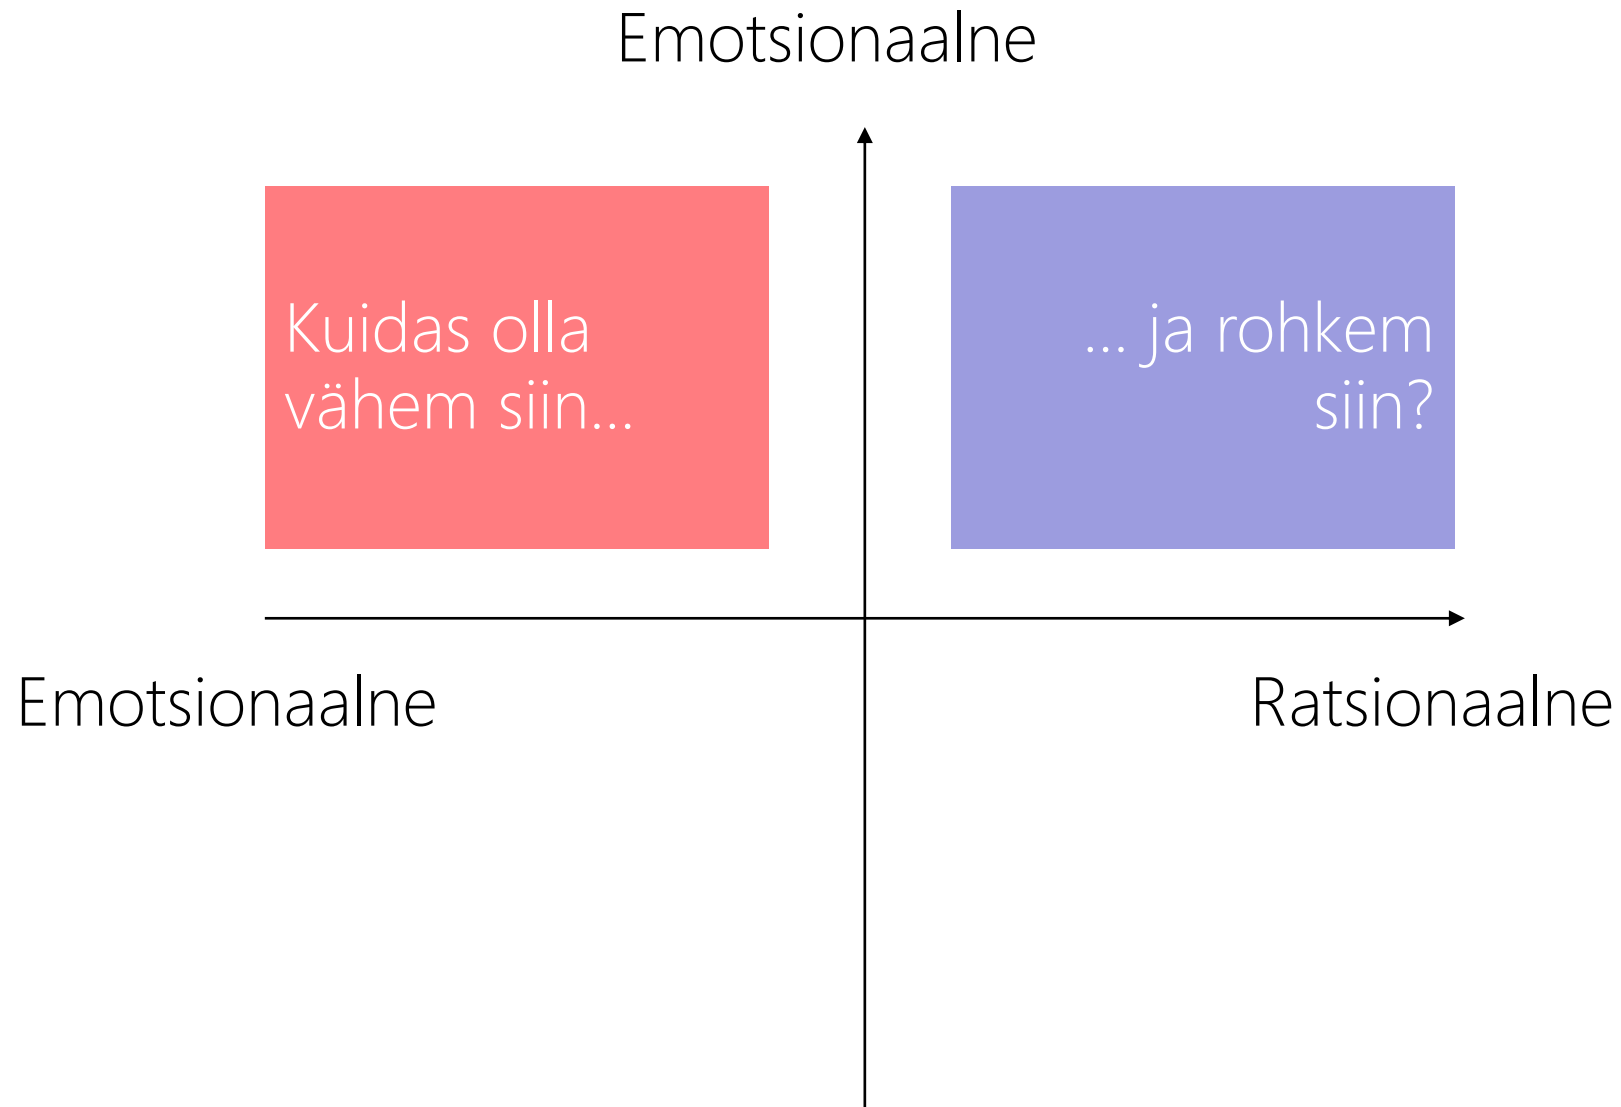 Emotsionaalne
Kuidas olla
vähem siin...
... ja rohkem
siin?
Emotsionaalne
Ratsionaalne